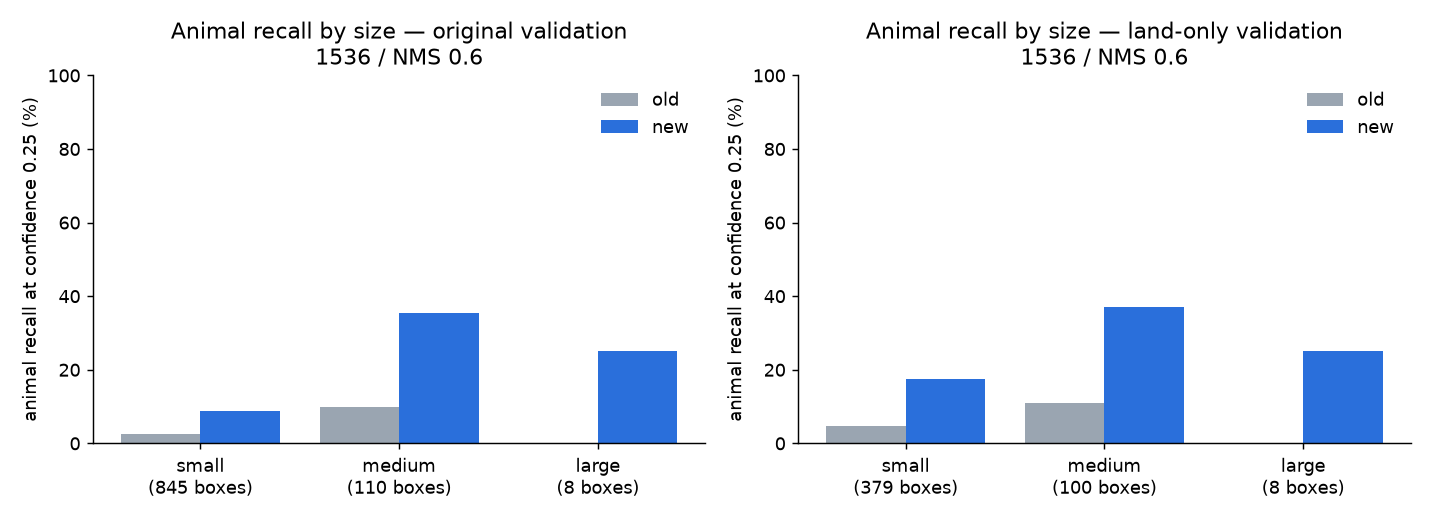 Animal recall by size — original validation
1536 / NMS 0.6
animal recall at confidence 0.25 (%)
100
80
60
40
20
0
old
new
small
(845 boxes)
medium
(110 boxes)
large
(8 boxes)
Animal recall by size — land-only validation
1536 / NMS 0.6
animal recall at confidence 0.25 (%)
100
80
60
40
20
0
old
new
small
(379 boxes)
medium
(100 boxes)
large
(8 boxes)